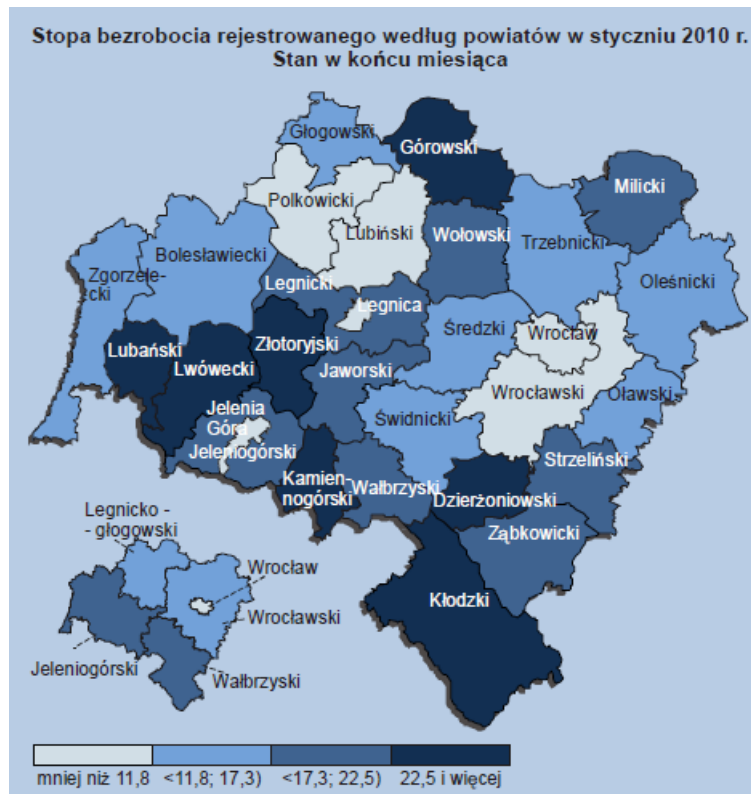 Stopa bezrobocia rejestrowanego według powiatów w styczniu 2010 r.
Stan w końcu miesiąca
Głogowski
Górowski
Milicki
Polkowicki
Lubiński
Wołowski
Trzebnicki
Bolesławiecki
Zgorzele-
cki
Oleśnicki
Legnicki
Legnica
Średzki
Wrocław
Lubański
Lwówecki
Złotoryjski
Jaworski
Wrocławski
Oławski
Jelenia
Góra
Jeleniogórski
Świdnicki
Strzeliński
Kamien-
nogórski
Wałbrzyski
Dzierżoniowski
Ząbkowicki
Kłodzki
Legnicko -
- głogowski
Wrocław
Wrocławski
Jeleniogórski
Wałbrzyski
mniej niż 11,8 <11,8; 17,3) <17,3; 22,5) 22,5 i więcej